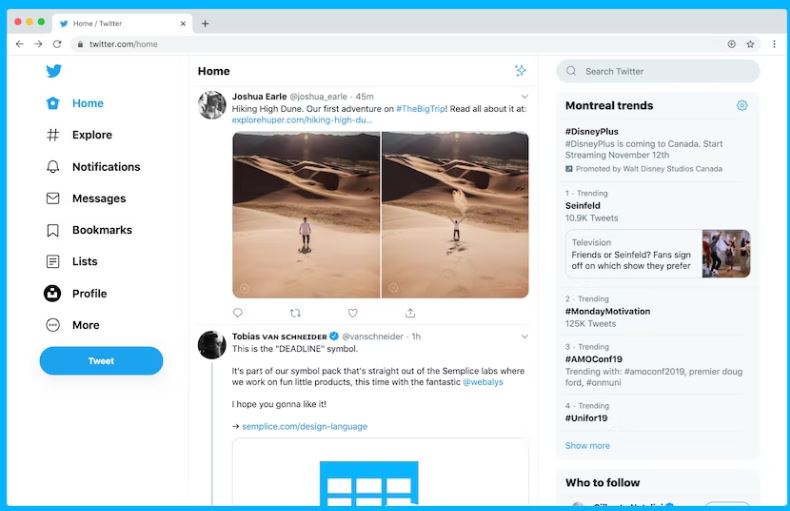 Home / Twitter
twitter.com/home
Home
Explore
Notifications
Messages
Bookmarks
Lists
Profile
More
Tweet
Home
Joshua Earle @joshua_earle · 45m
Hiking High Dune. Our first adventure on #TheBigTrip! Read all about it at:
explorehuper.com/hiking-high-du...
Tobias VAN SCHNEIDER @vanschneider · 1h
This is the "DEADLINE" symbol.
It's part of our symbol pack that's straight out of the Semplice labs where
we work on fun little products, this time with the fantastic @webalys
I hope you gonna like it!
→ semplice.com/design-language
Search Twitter
Montreal trends
#DisneyPlus
#DisneyPlus is coming to Canada. Start
Streaming November 12th
Promoted by Walt Disney Studios Canada
1 · Trending
Seinfeld
10.9K Tweets
Television
Friends or Seinfeld? Fans sign
off on which show they prefer
2 · Trending
#MondayMotivation
125K Tweets
3 · Trending
#AMOConf19
Trending with: #amoconf2019, premier doug
ford, #onmuni
4 · Trending
#Unifor19
Show more
Who to follow